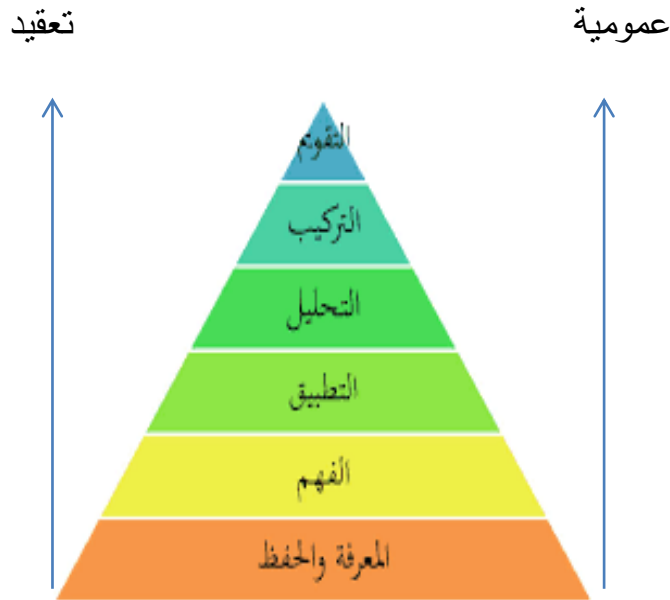 عمومية
تعقيد
التقويم
التركيب
التحليل
التطبيق
الفهم
المعرفة والحفظ